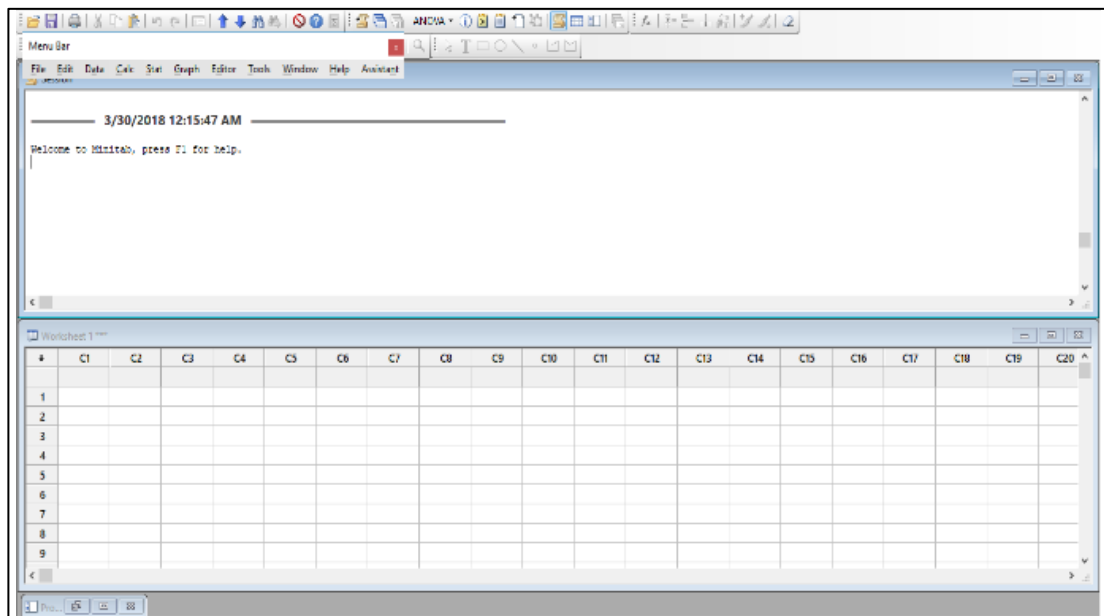 ANOVA
Menu Bar
File Edit Data Calc Stat Graph Editor Tools Window Help Assistant
Session
3/30/2018 12:15:47 AM
Welcome to Minitab, press F1 for help.
Worksheet 1 ***
C1 C2 C3 C4 C5 C6 C7 C8 C9 C10 C11 C12 C13 C14 C15 C16 C17 C18 C19 C20
1
2
3
4
5
6
7
8
9
Pro...